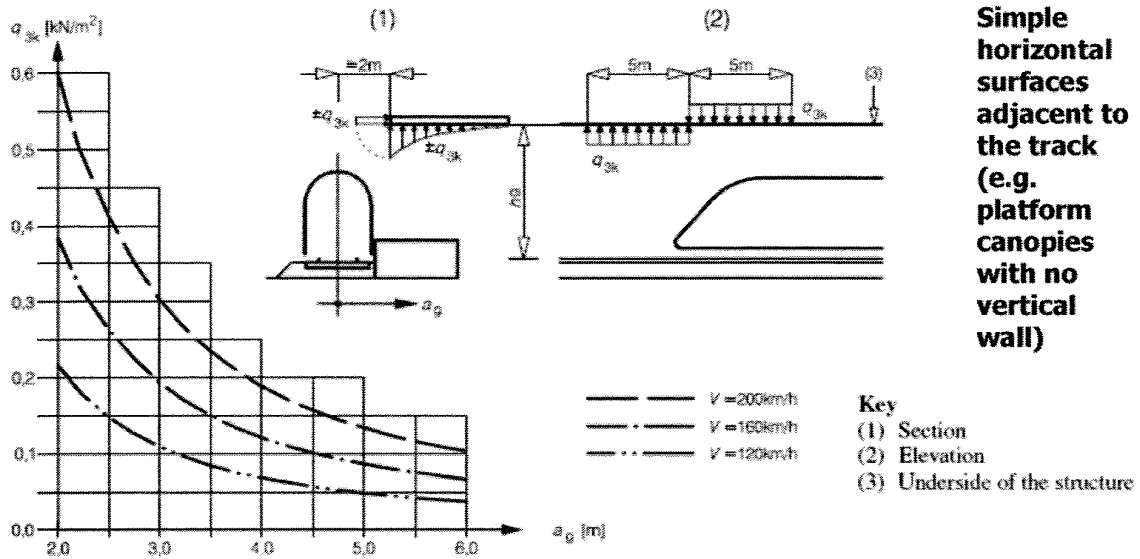 q3k [kN/m²]
0,6
0,5
0,4
0,3
0,2
0,1
0,0
2,0 3,0 4,0 5,0 6,0
ag [m]
(1)
≥2m
±q3k
±q3k
ag
(2)
5m 5m
(3)
q3k
q3k
hg
V =200km/h
V =160km/h
V =120km/h
Key
(1) Section
(2) Elevation
(3) Underside of the structure
Simple
horizontal
surfaces
adjacent to
the track
(e.g.
platform
canopies
with no
vertical
wall)